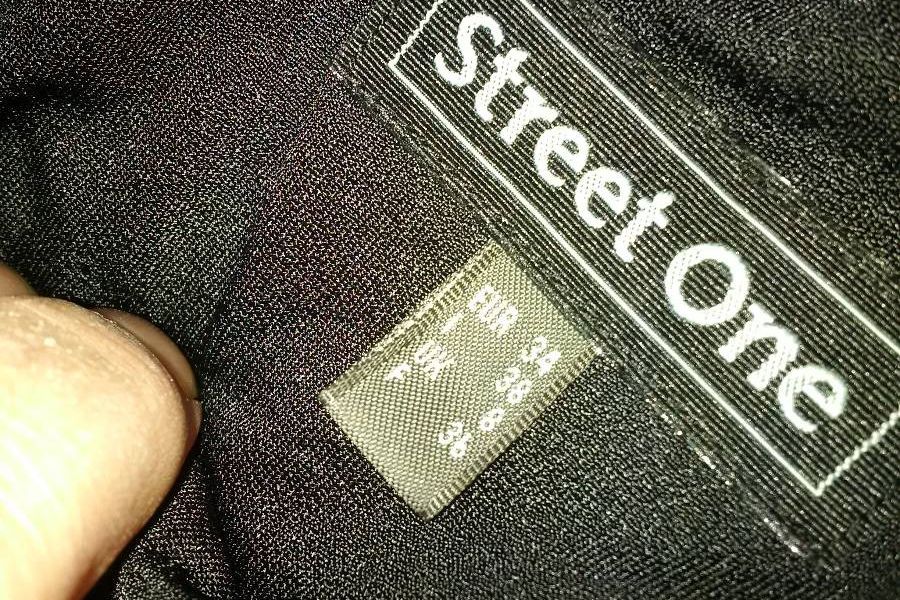 Street One
EUR 34
I 38
UK 8
F 36